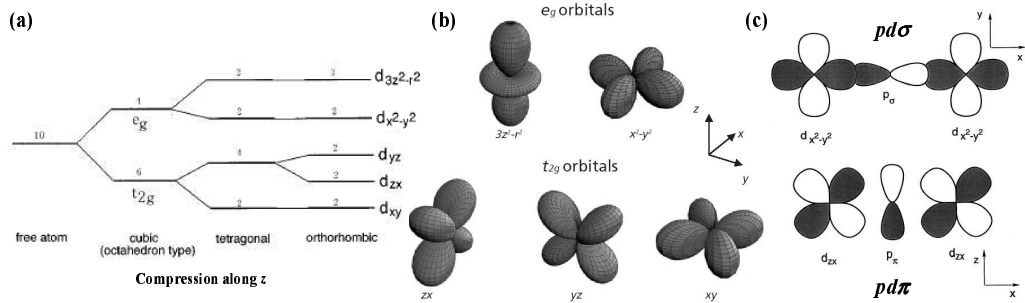 (a)
10
4
e_g
6
t_2g
2
2
4
2
2
2
2
2
2
d_3z²-r²
d_x²-y²
d_yz
d_zx
d_xy
free atom
cubic
(octahedron type)
tetragonal
orthorhombic
Compression along z
(b)
e_g orbitals
3z²-r²
x²-y²
z
x
y
t_2g orbitals
zx
yz
xy
(c)
pdσ
y
x
p_σ
d_x²-y²
d_x²-y²
d_zx
p_π
d_zx
pdπ
z
x